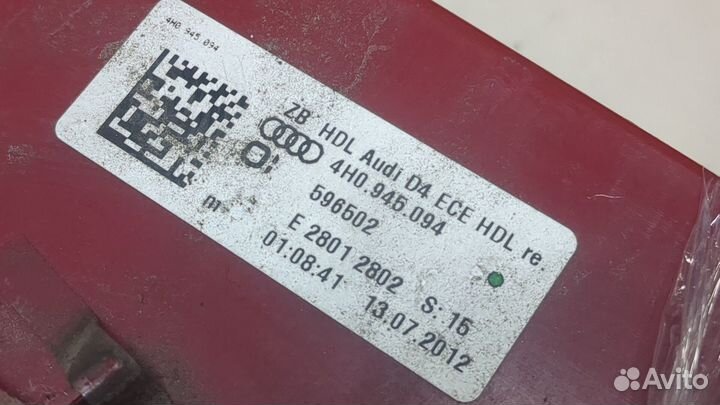 4H0 945 094
ZB HDL Audi D4 ECE HDL re.
4H0.945.094
596502
E 2801 2802 S: 15
01:08:41 13.07.2012
m
Avito